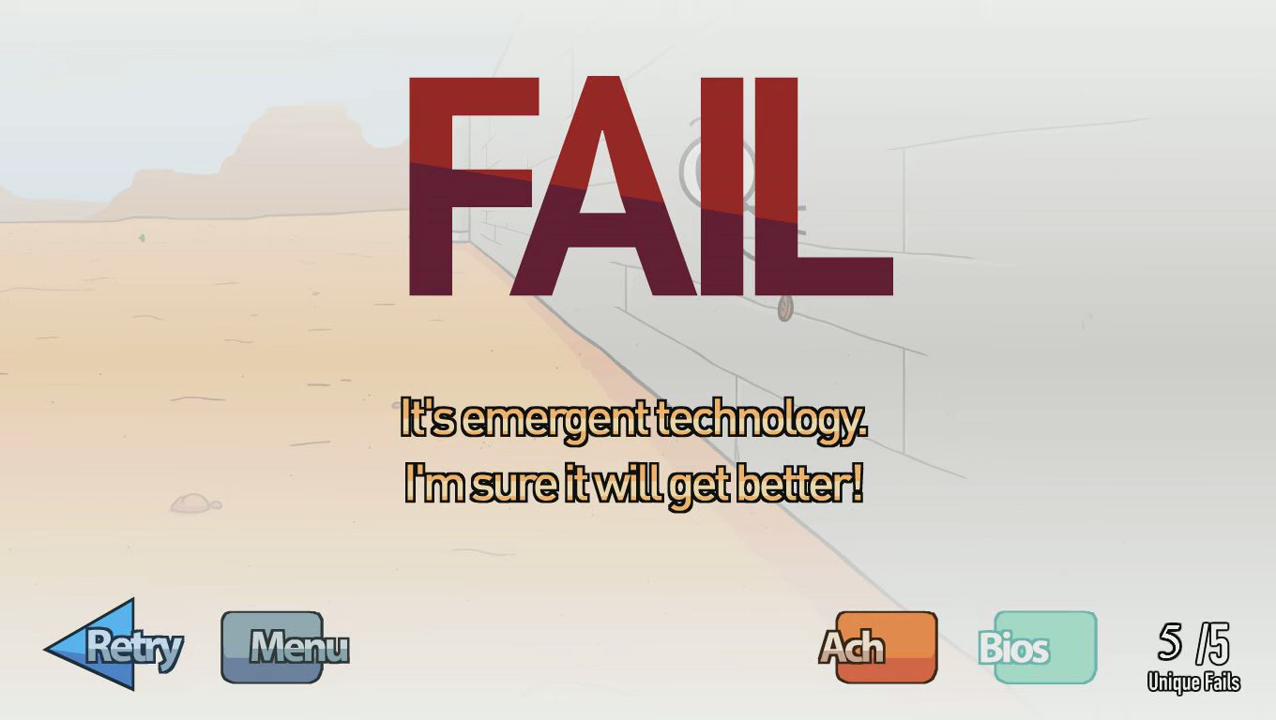 FAIL
It's emergent technology.
I'm sure it will get better!
Retry
Menu
Ach
Bios
5 /5
Unique Fails